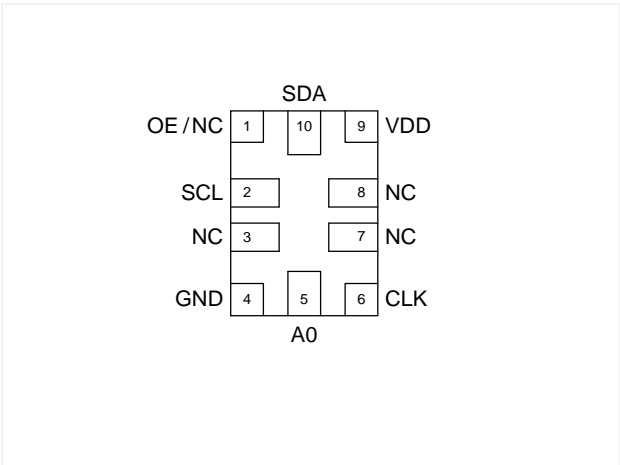 SDA
OE/NC 1 10 9 VDD
SCL 2 8 NC
NC 3 7 NC
GND 4 5 6 CLK
A0